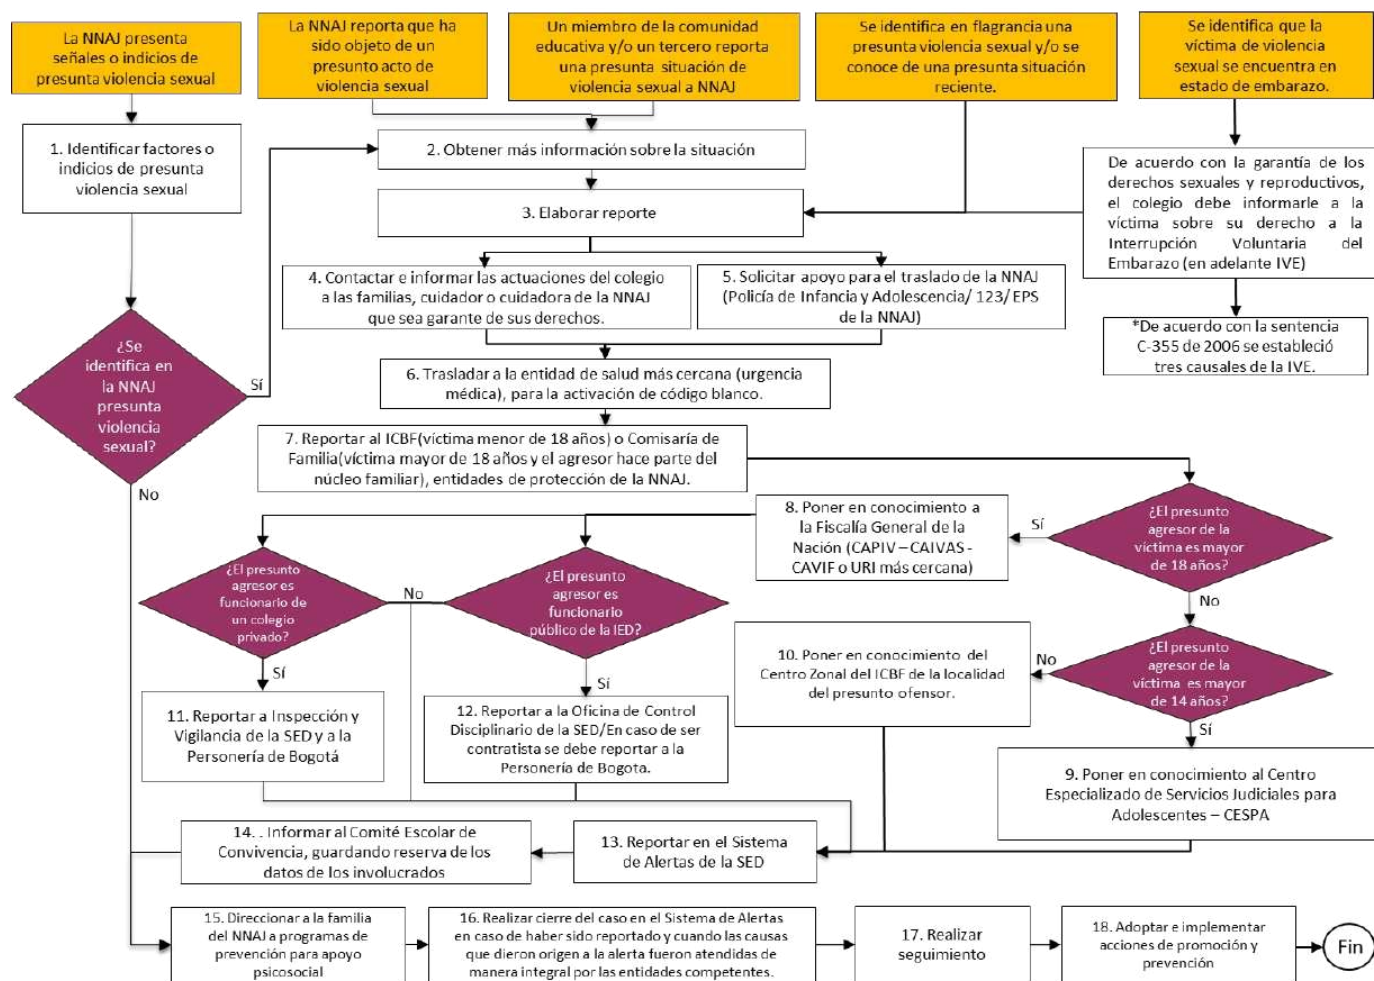 La NNAJ presenta
señales o indicios de
presunta violencia sexual
La NNAJ reporta que ha
sido objeto de un
presunto acto de
violencia sexual
Un miembro de la comunidad
educativa y/o un tercero reporta
una presunta situación de
violencia sexual a NNAJ
Se identifica en flagrancia una
presunta violencia sexual y/o se
conoce de una presunta situación
reciente.
Se identifica que la
víctima de violencia
sexual se encuentra en
estado de embarazo.
1. Identificar factores o
indicios de presunta
violencia sexual
2. Obtener más información sobre la situación
3. Elaborar reporte
De acuerdo con la garantía de los
derechos sexuales y reproductivos,
el colegio debe informarle a la
víctima sobre su derecho a la
Interrupción Voluntaria del
Embarazo (en adelante IVE)
4. Contactar e informar las actuaciones del colegio
a las familias, cuidador o cuidadora de la NNAJ
que sea garante de sus derechos.
5. Solicitar apoyo para el traslado de la NNAJ
(Policía de Infancia y Adolescencia/ 123/ EPS
de la NNAJ)
*De acuerdo con la sentencia
C-355 de 2006 se estableció
tres causales de la IVE.
¿Se
identifica en
la NNAJ
presunta
violencia
sexual?
Sí
No
6. Trasladar a la entidad de salud más cercana (urgencia
médica), para la activación de código blanco.
7. Reportar al ICBF(víctima menor de 18 años) o Comisaría de
Familia(víctima mayor de 18 años y el agresor hace parte del
núcleo familiar), entidades de protección de la NNAJ.
8. Poner en conocimiento a
la Fiscalía General de la
Nación (CAPIV – CAIVAS -
CAVIF o URI más cercana)
Sí
¿El presunto
agresor de la
víctima es mayor
de 18 años?
No
¿El presunto
agresor es
funcionario de
un colegio
privado?
No
¿El presunto
agresor es
funcionario
público de la IED?
Sí
Sí
10. Poner en conocimiento del
Centro Zonal del ICBF de la localidad
del presunto ofensor.
No
¿El presunto
agresor de la
víctima es mayor
de 14 años?
Sí
11. Reportar a Inspección y
Vigilancia de la SED y a la
Personería de Bogotá
12. Reportar a la Oficina de Control
Disciplinario de la SED/En caso de ser
contratista se debe reportar a la
Personería de Bogota.
9. Poner en conocimiento al Centro
Especializado de Servicios Judiciales para
Adolescentes – CESPA
14. . Informar al Comité Escolar de
Convivencia, guardando reserva de los
datos de los involucrados
13. Reportar en el Sistema
de Alertas de la SED
15. Direccionar a la familia
del NNAJ a programas de
prevención para apoyo
psicosocial
16. Realizar cierre del caso en el Sistema de Alertas
en caso de haber sido reportado y cuando las causas
que dieron origen a la alerta fueron atendidas de
manera integral por las entidades competentes.
17. Realizar
seguimiento
18. Adoptar e implementar
acciones de promoción y
prevención
Fin